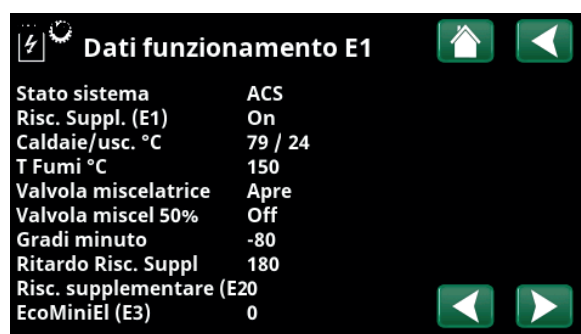 Dati funzionamento E1
Stato sistema ACS
Risc. Suppl. (E1) On
Caldaie/usc. °C 79 / 24
T Fumi °C 150
Valvola miscelatrice Apre
Valvola miscel 50% Off
Gradi minuto -80
Ritardo Risc. Suppl 180
Risc. supplementare (E20
EcoMiniEl (E3) 0